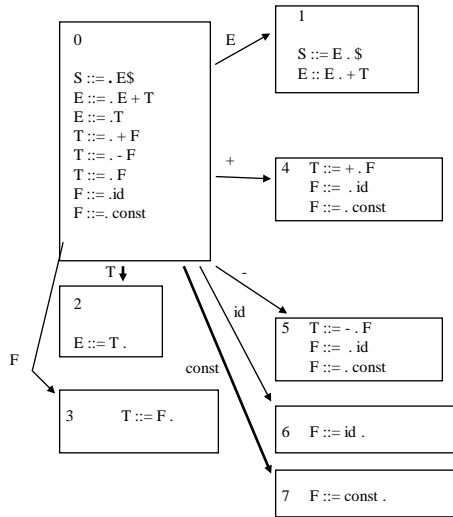 0
S ::= . E$
E ::= . E + T
E ::= .T
T ::= . + F
T ::= . - F
T ::= . F
F ::= .id
F ::=. const
E
1
S ::= E . $
E :: E . + T
+
4 T ::= + . F
F ::= . id
F ::= . const
T
2
E ::= T .
-
id
5 T ::= - . F
F ::= . id
F ::= . const
F
const
3 T ::= F .
6 F ::= id .
7 F ::= const .